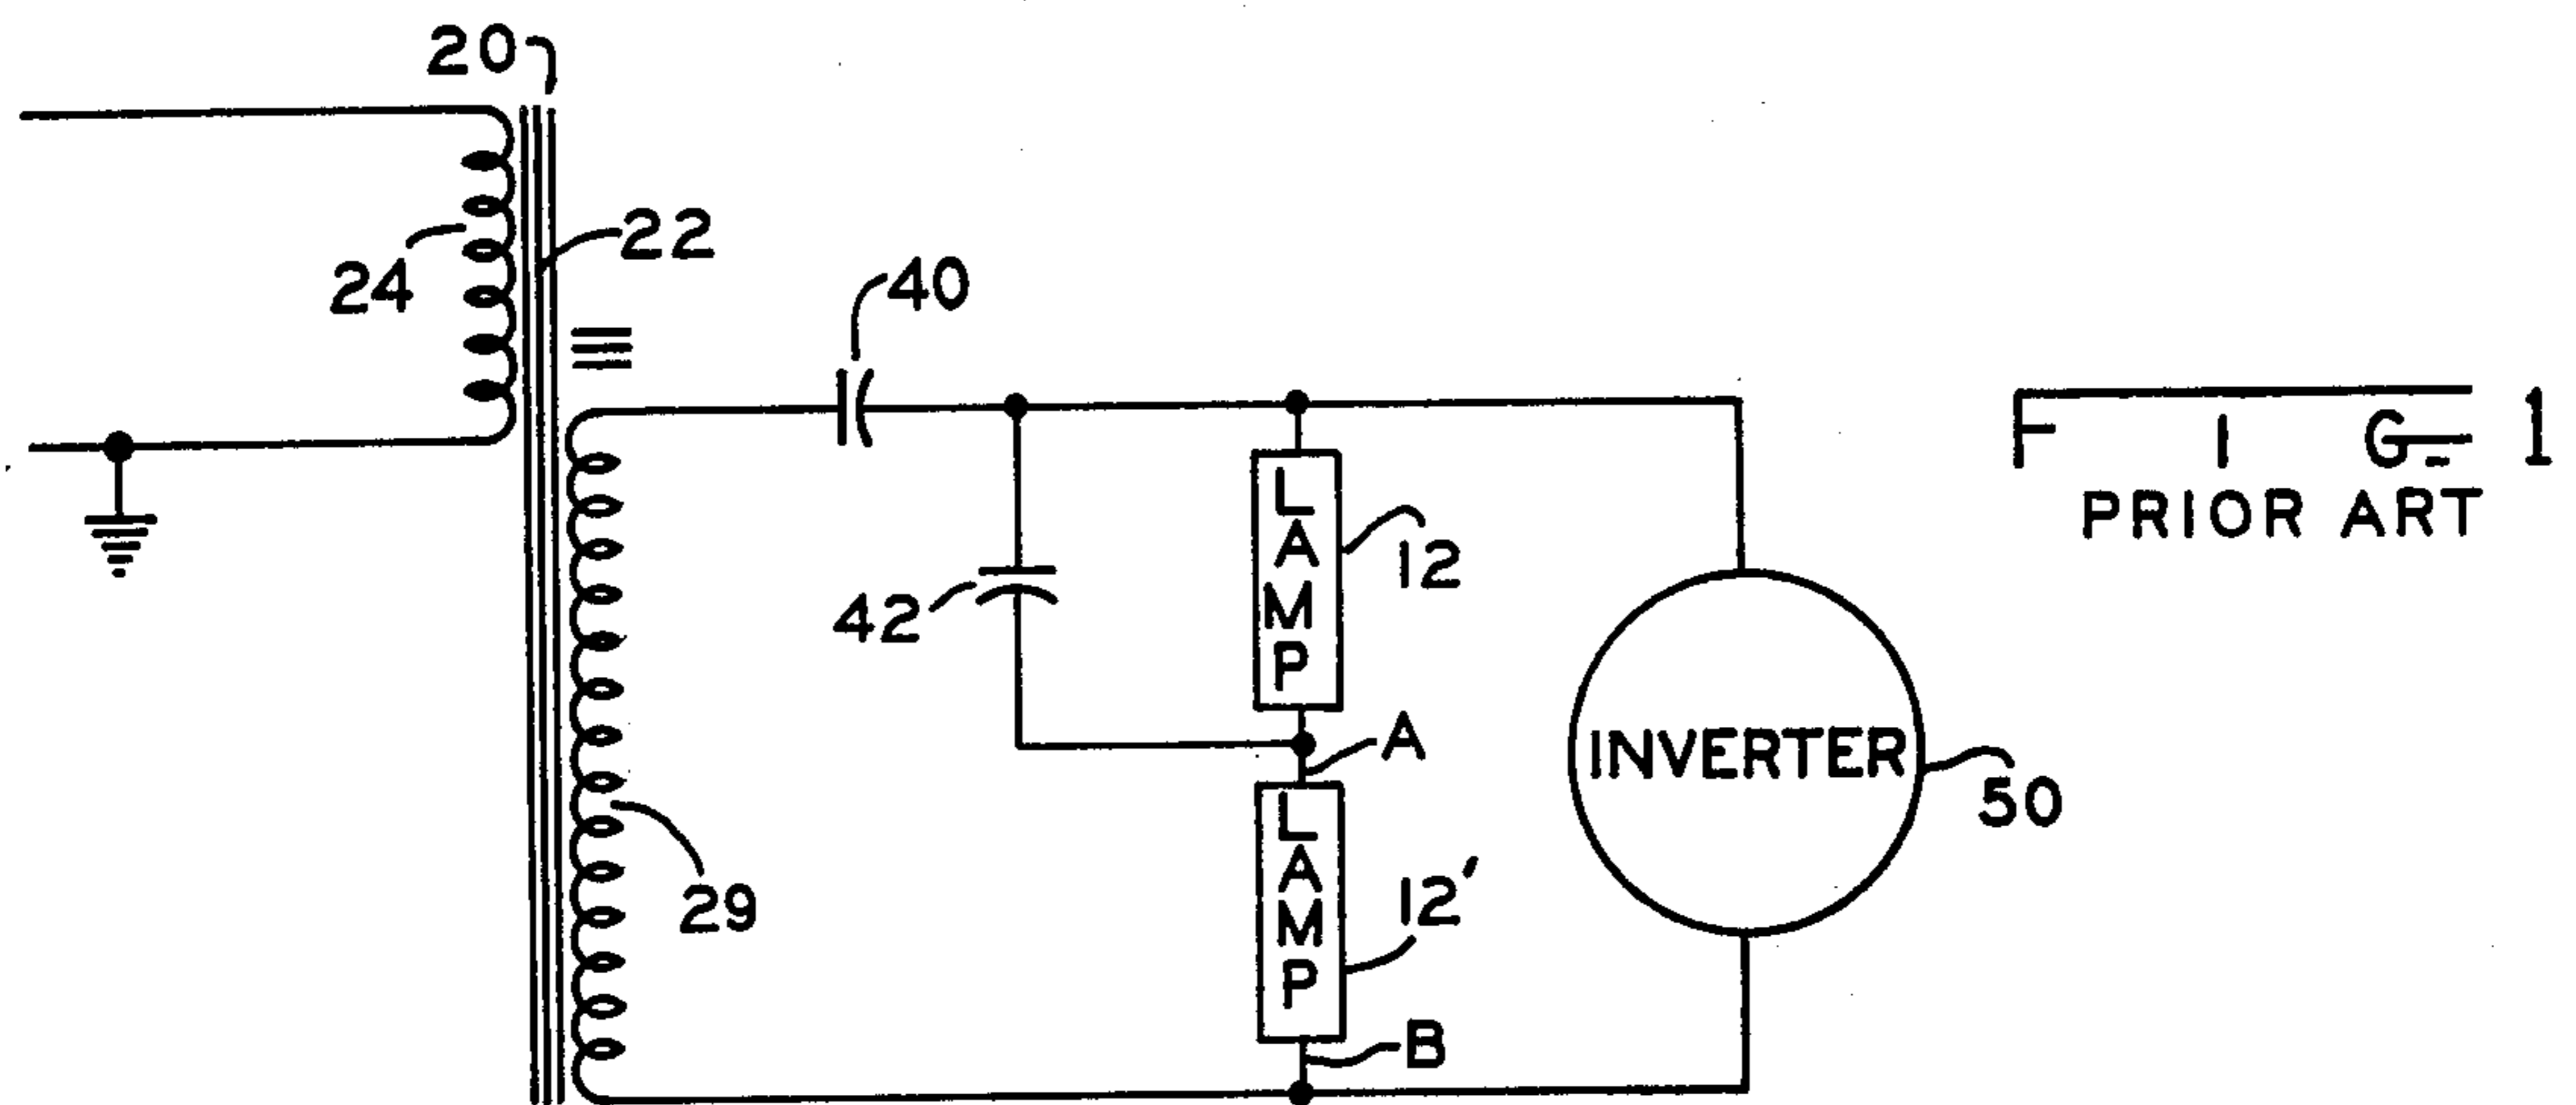 20
22
24
40
FIG. 1
PRIOR ART
LAMP
12
42
A
INVERTER
50
LAMP
12'
29
B